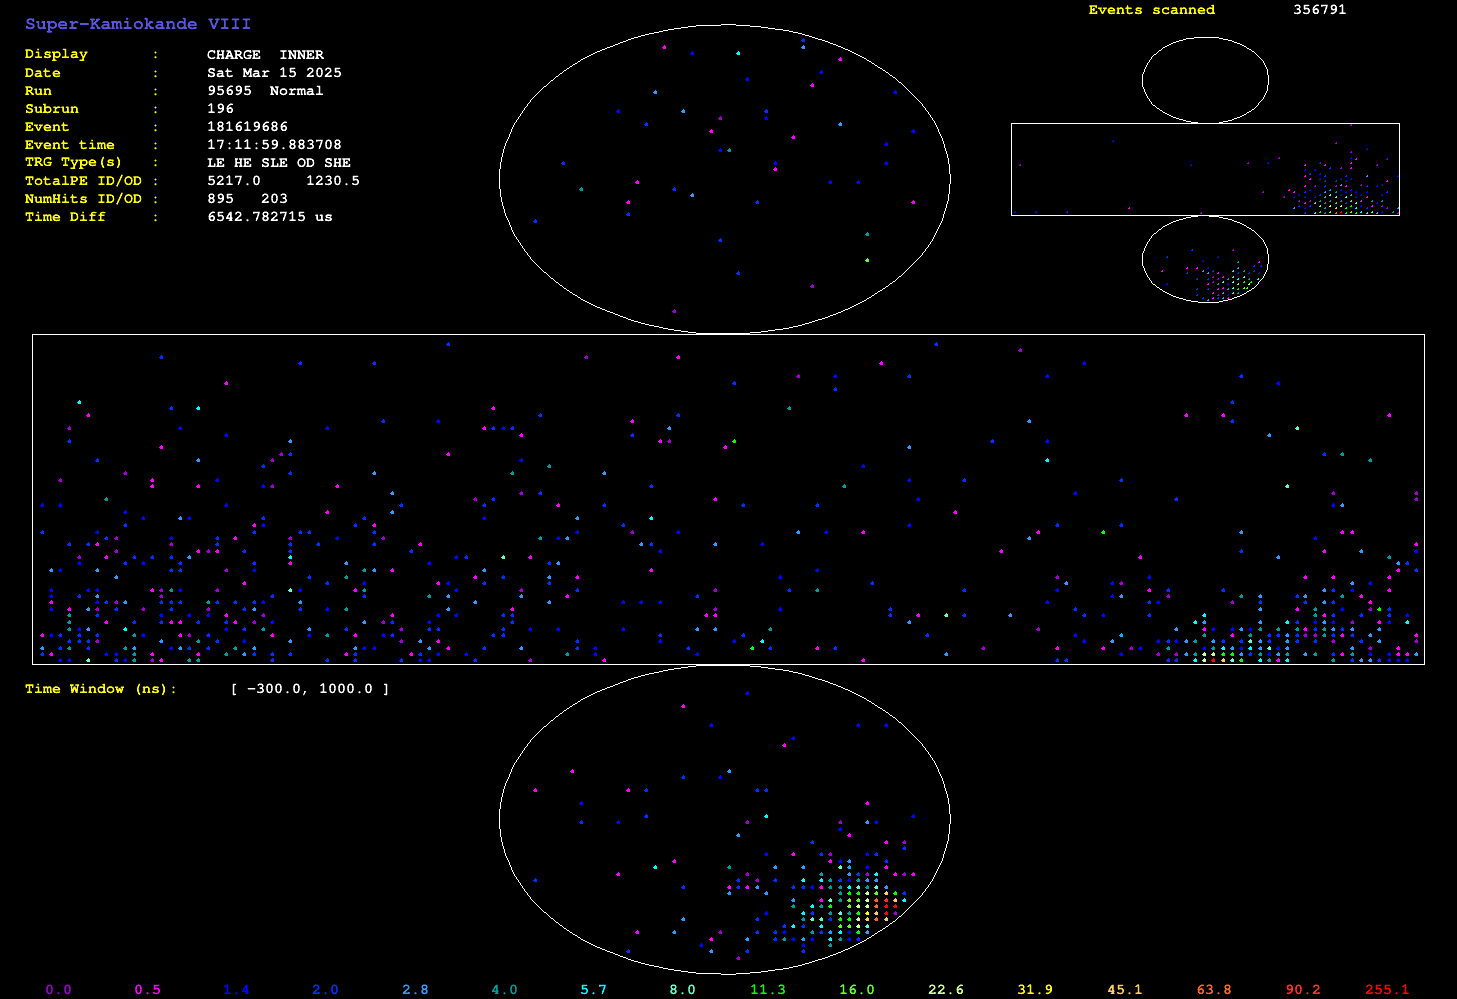 Super-Kamiokande VIII
Events scanned 356791
Display : CHARGE INNER
Date : Sat Mar 15 2025
Run : 95695 Normal
Subrun : 196
Event : 181619686
Event time : 17:11:59.883708
TRG Type(s) : LE HE SLE OD SHE
TotalPE ID/OD : 5217.0 1230.5
NumHits ID/OD : 895 203
Time Diff : 6542.782715 us
Time Window (ns): [ -300.0, 1000.0 ]
0.0 0.5 1.4 2.0 2.8 4.0 5.7 8.0 11.3 16.0 22.6 31.9 45.1 63.8 90.2 255.1